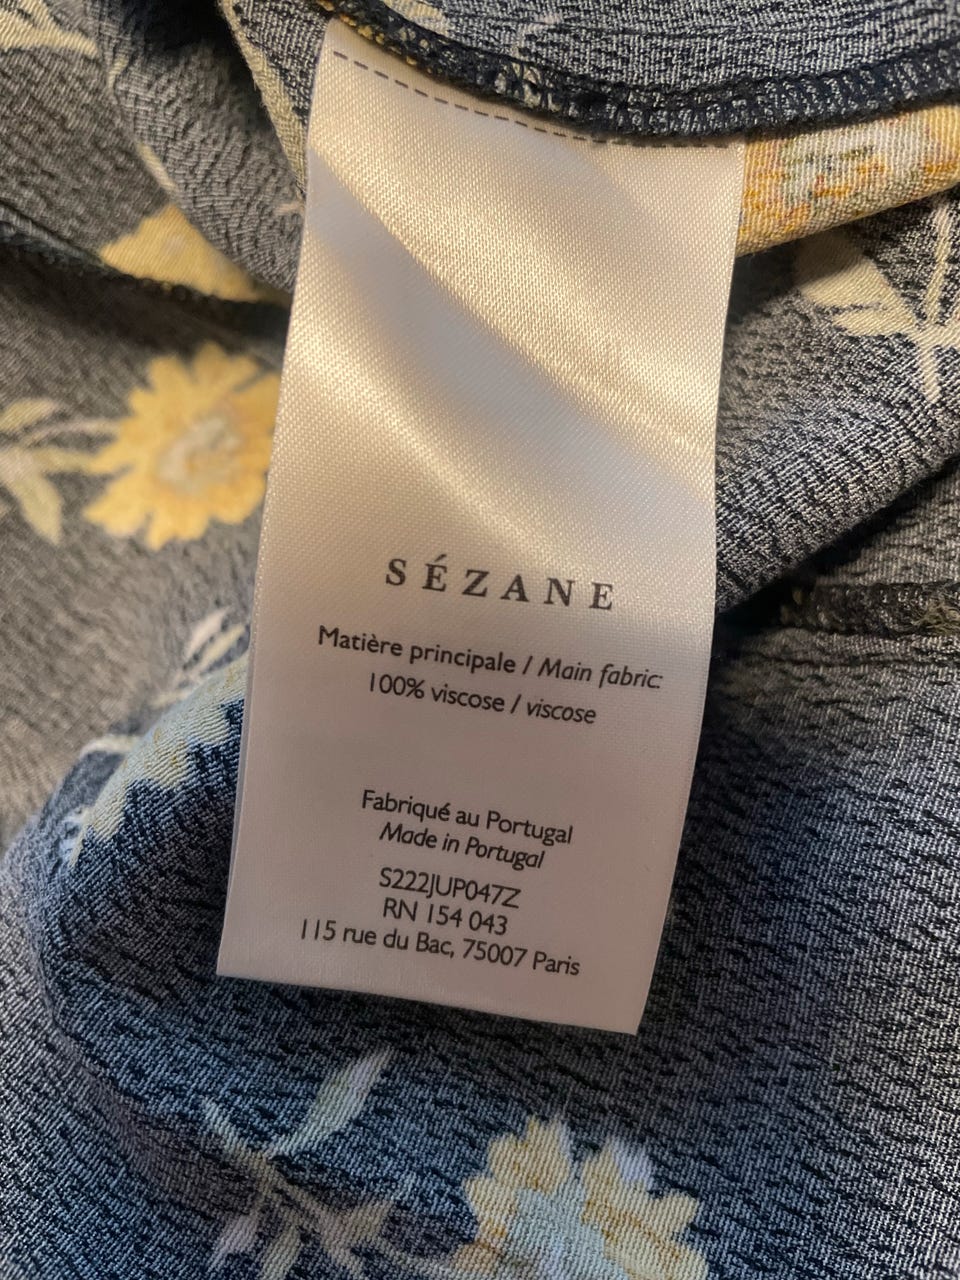 SÉZANE
Matière principale / Main fabric:
100% viscose / viscose
Fabriqué au Portugal
Made in Portugal
S222JUP047Z
RN 154 043
115 rue du Bac, 75007 Paris